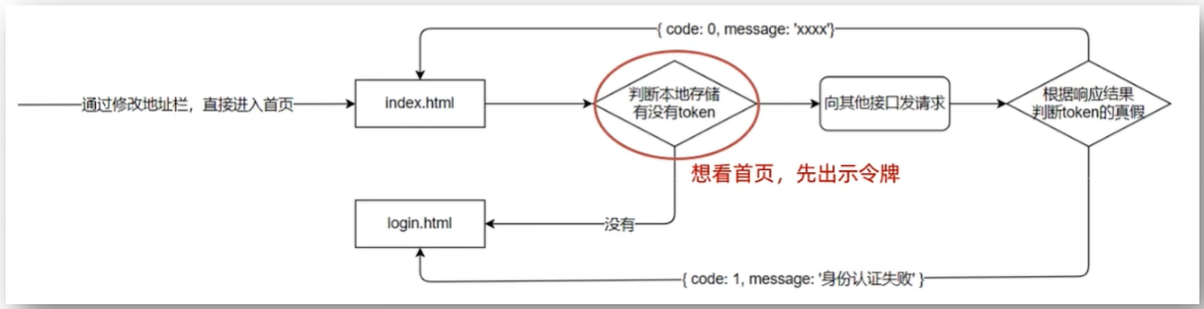 { code: 0, message: 'xxxx'}
通过修改地址栏，直接进入首页
index.html
判断本地存储
有没有token
向其他接口发请求
根据响应结果
判断token的真假
想看首页，先出示令牌
login.html
没有
{ code: 1, message: '身份认证失败' }